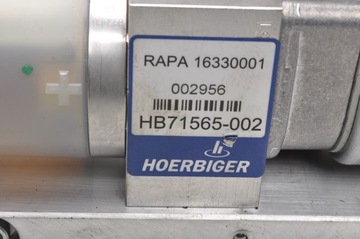 RAPA 16330001
002956
HB71565-002
HOERBIGER